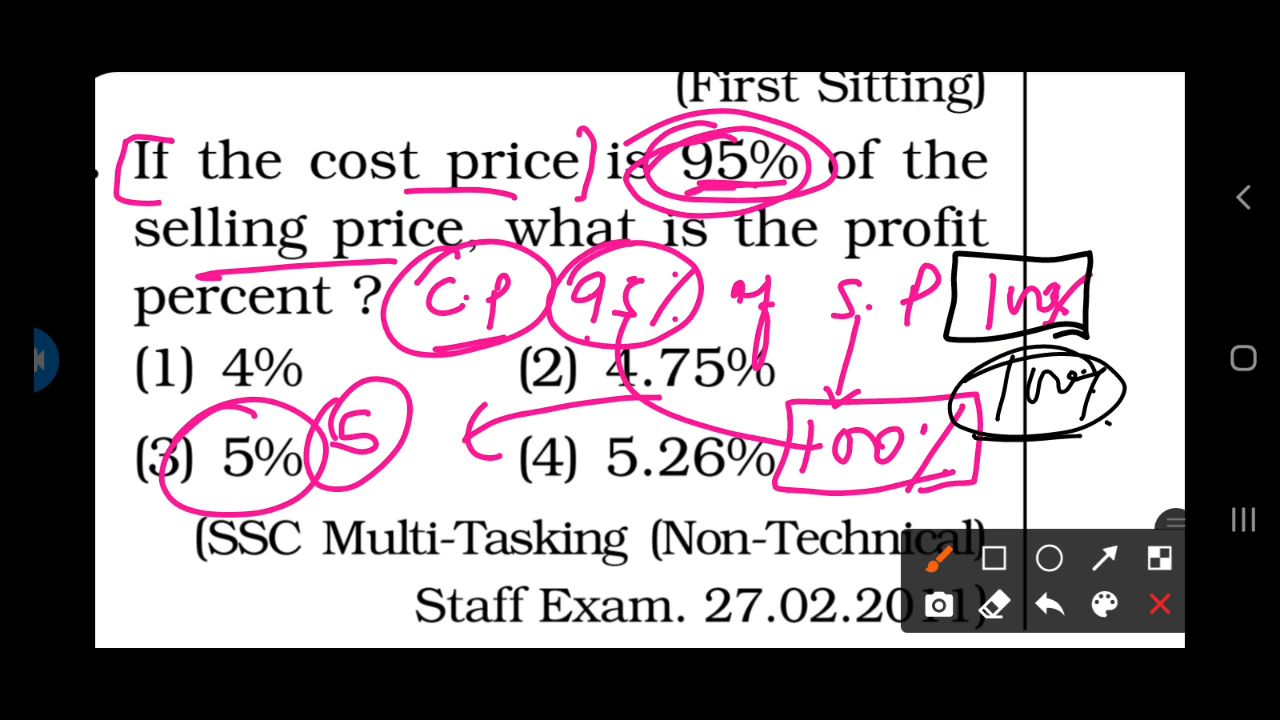 (First Sitting)
If the cost price is 95% of the
selling price, what is the profit
percent ? C.P 95% of S.P
(1) 4% (2) 4.75%
(3) 5% 5 (4) 5.26% 100%
(SSC Multi-Tasking (Non-Technical)
Staff Exam. 27.02.2011)